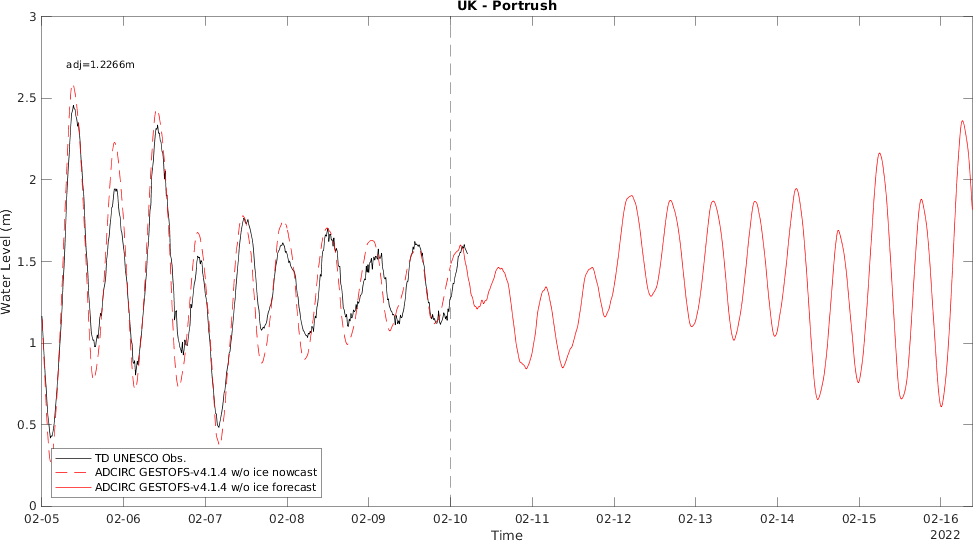 UK - Portrush
3
adj=1.2266m
2.5
2
1.5
1
0.5
0
Water Level (m)
TD UNESCO Obs.
ADCIRC GESTOFS-v4.1.4 w/o ice nowcast
ADCIRC GESTOFS-v4.1.4 w/o ice forecast
02-05 02-06 02-07 02-08 02-09 02-10 02-11 02-12 02-13 02-14 02-15 02-16
Time
2022